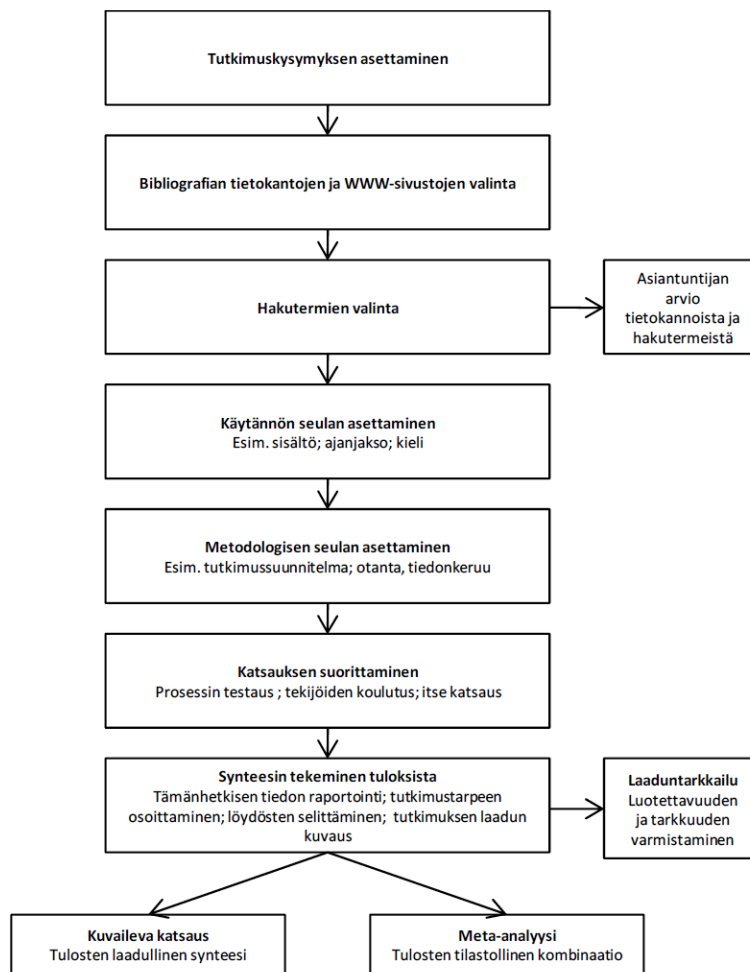 Tutkimuskysymyksen asettaminen
Bibliografian tietokantojen ja WWW-sivustojen valinta
Hakutermien valinta
Asiantuntijan
arvio
tietokannoista ja
hakutermeistä
Käytännön seulan asettaminen
Esim. sisältö; ajanjakso; kieli
Metodologisen seulan asettaminen
Esim. tutkimussuunnitelma; otanta, tiedonkeruu
Katsauksen suorittaminen
Prosessin testaus ; tekijöiden koulutus; itse katsaus
Synteesin tekeminen tuloksista
Tämänhetkisen tiedon raportointi; tutkimustarpeen
osoittaminen; löydösten selittäminen; tutkimuksen laadun
kuvaus
Laaduntarkkailu
Luotettavuuden
ja tarkkuuden
varmistaminen
Kuvaileva katsaus
Tulosten laadullinen synteesi
Meta-analyysi
Tulosten tilastollinen kombinaatio